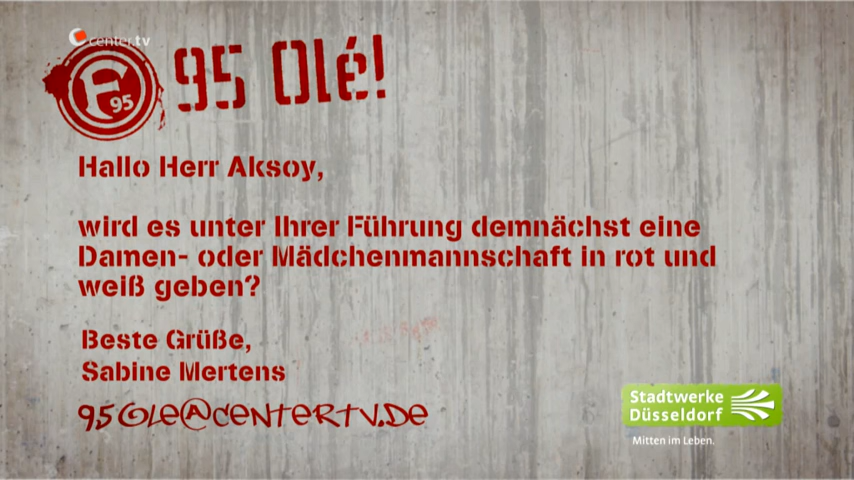 center.tv
F 95
95 Olé!
Hallo Herr Aksoy,
wird es unter Ihrer Führung demnächst eine
Damen- oder Mädchenmannschaft in rot und
weiß geben?
Beste Grüße,
Sabine Mertens
95OLE@CENTERTV.DE
Stadtwerke
Düsseldorf
Mitten im Leben.